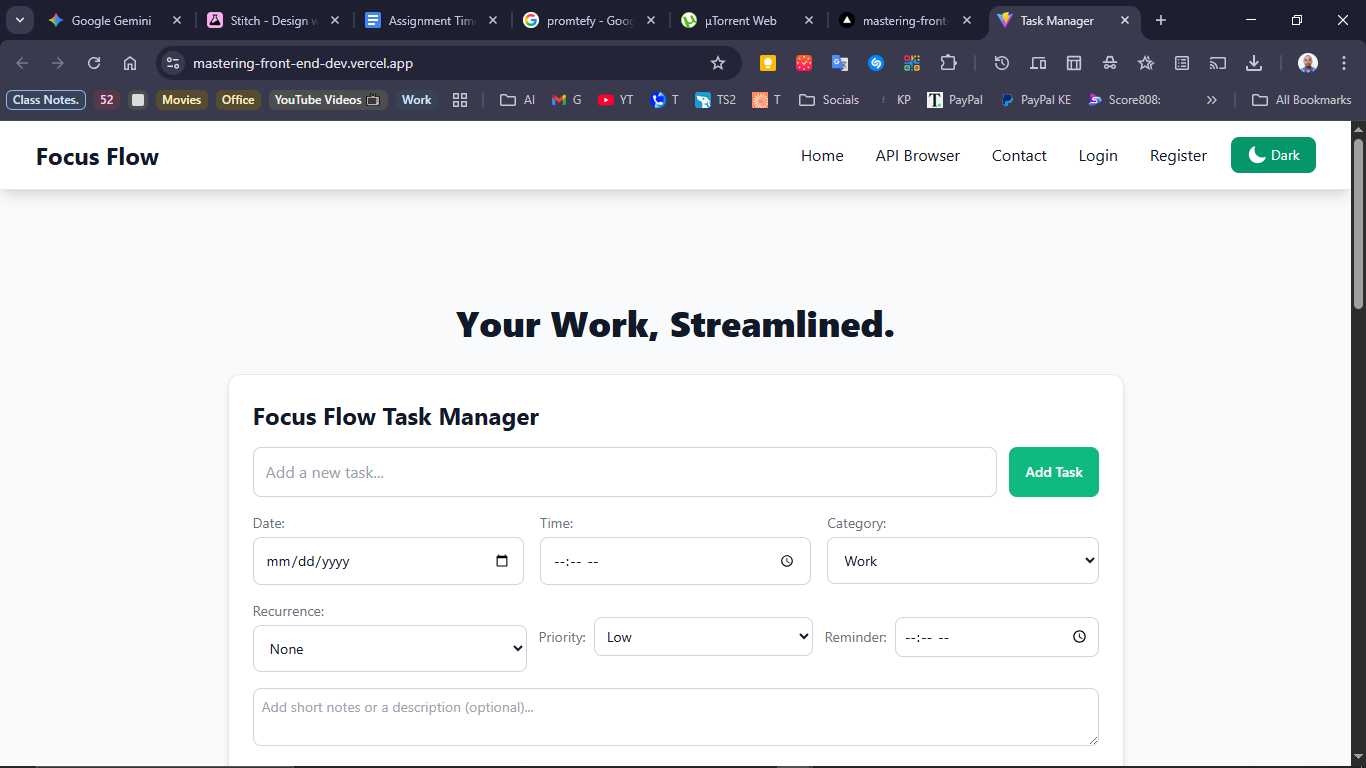 Google Gemini
Stitch - Design w
Assignment Time
promtefy - Goog
µTorrent Web
mastering-front-
Task Manager
mastering-front-end-dev.vercel.app
Class Notes. 52 Movies Office YouTube Videos Work AI G YT T TS2 T Socials KP PayPal PayPal KE Score808: » All Bookmarks
Focus Flow
Home API Browser Contact Login Register Dark
Your Work, Streamlined.
Focus Flow Task Manager
Add a new task... Add Task
Date: Time: Category:
mm/dd/yyyy --:-- -- Work
Recurrence:
None Priority: Low Reminder: --:-- --
Add short notes or a description (optional)...